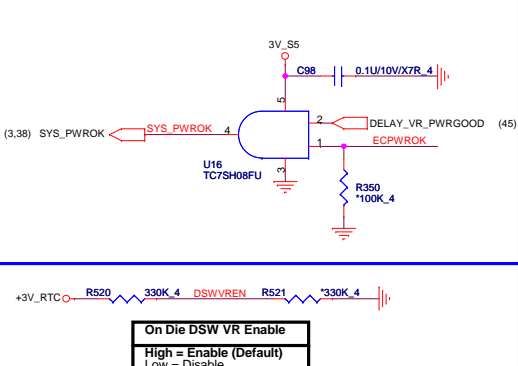 3V_S5
C98 0.1U/10V/X7R_4
5
(3,38) SYS_PWROK SYS_PWROK 4 2 DELAY_VR_PWRGOOD (45)
1 ECPWROK
U16
TC7SH08FU
3
R350
*100K_4
+3V_RTC R520 330K_4 DSWVREN R521 *330K_4
On Die DSW VR Enable
High = Enable (Default)
Low = Disable